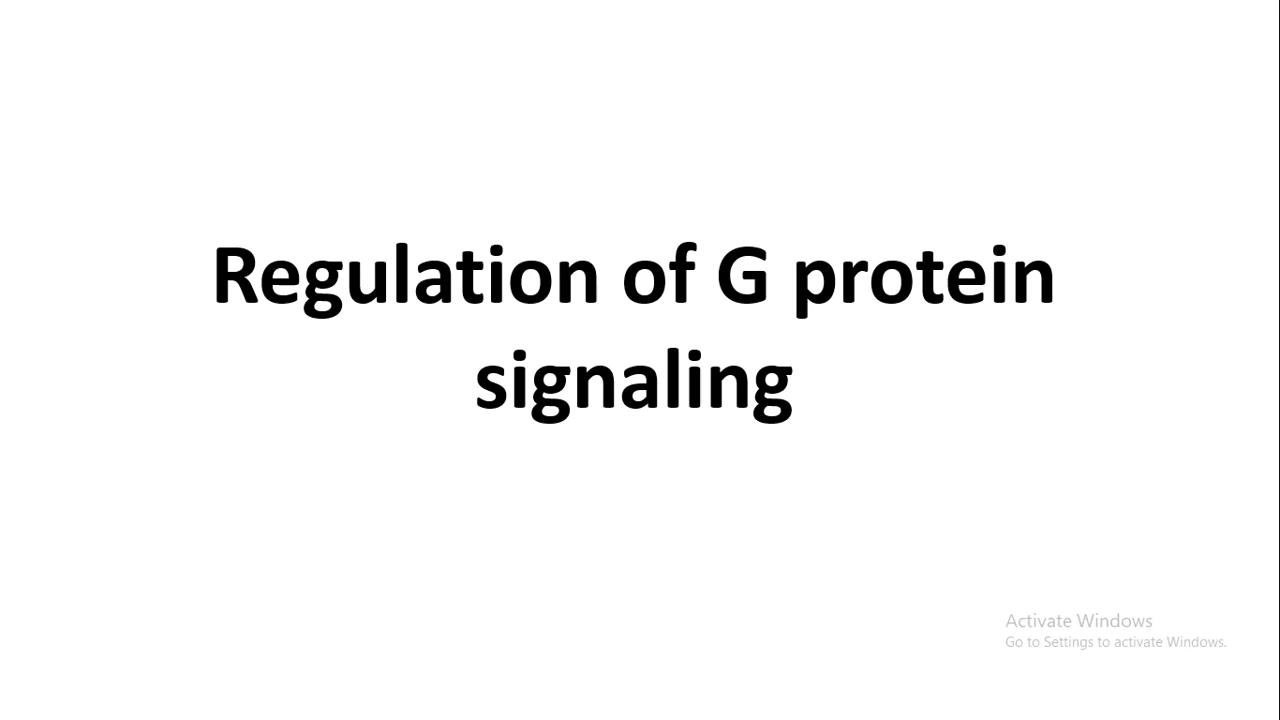 Regulation of G protein
signaling
Activate Windows
Go to Settings to activate Windows.